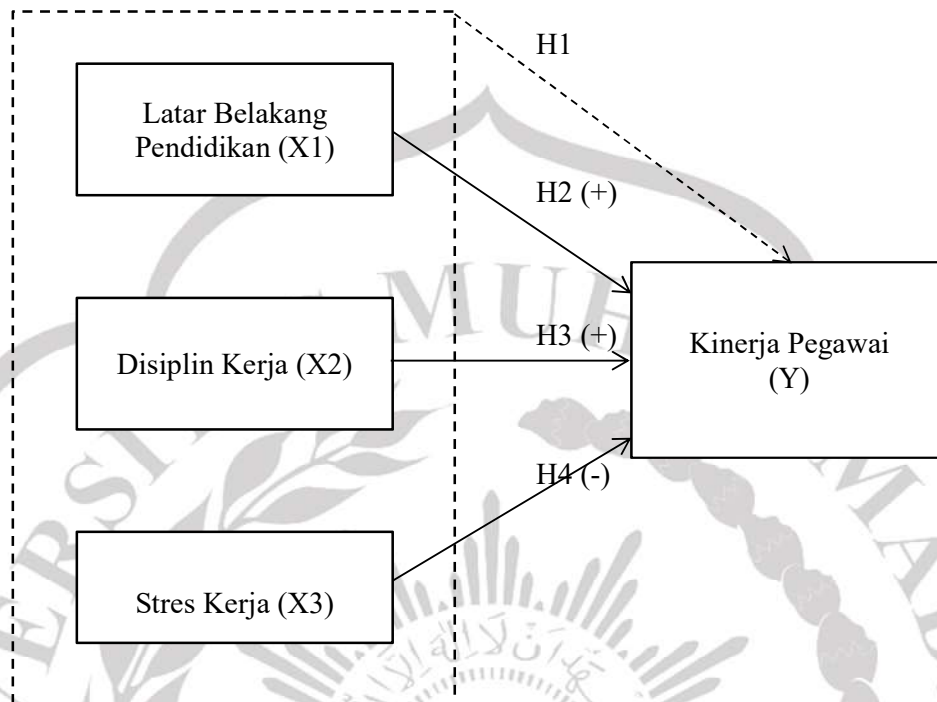 H1
Latar Belakang
Pendidikan (X1)
H2 (+)
H3 (+)
Disiplin Kerja (X2)
Kinerja Pegawai
(Y)
H4 (-)
Stres Kerja (X3)